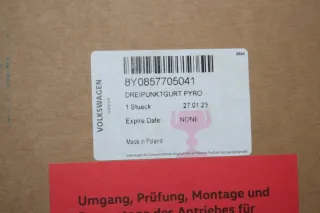 VOLKSWAGEN
8Y0857705041
DREIPUNKTGURT PYRO
1 Stueck 27.01.23
Expire Date: NONE
Made in Poland
Umgang, Prüfung, Montage und
des Antriebes für